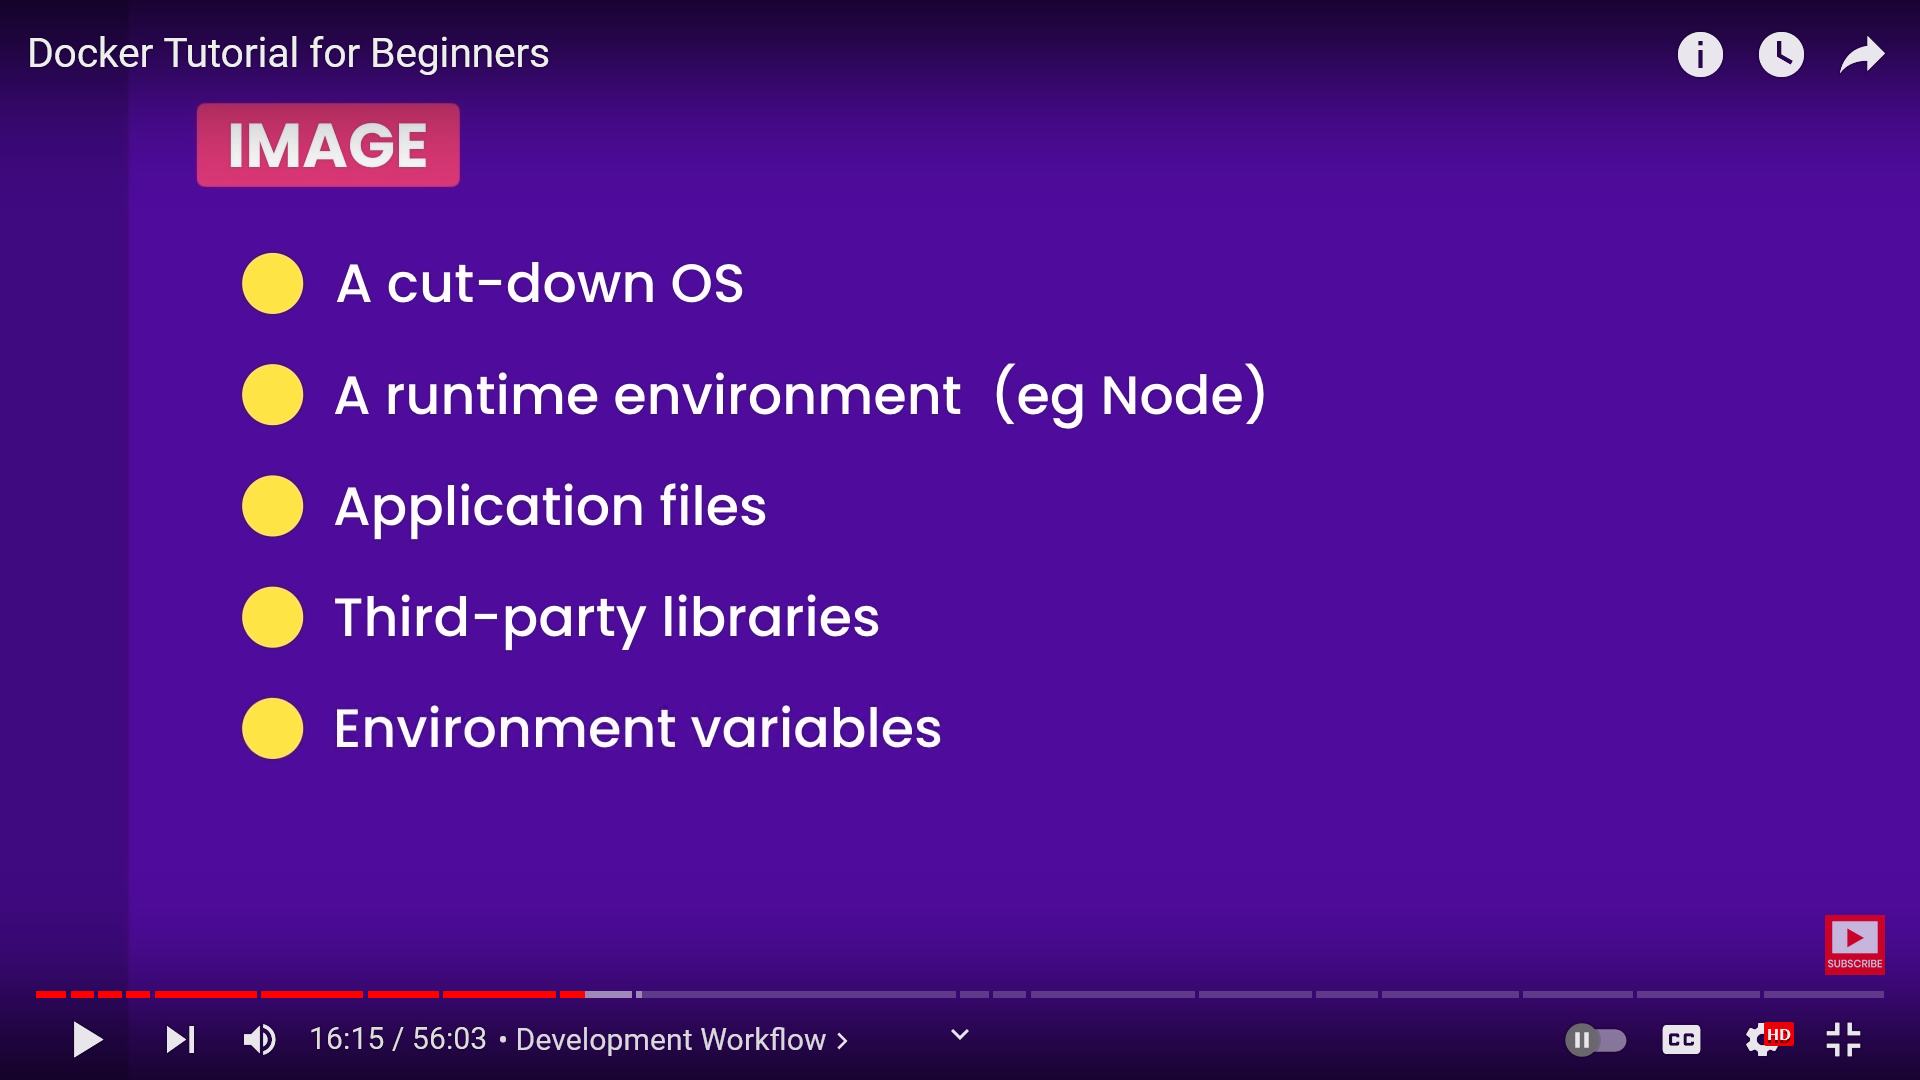 Docker Tutorial for Beginners
IMAGE
A cut-down OS
A runtime environment (eg Node)
Application files
Third-party libraries
Environment variables
SUBSCRIBE
16:15 / 56:03 • Development Workflow
CC
HD